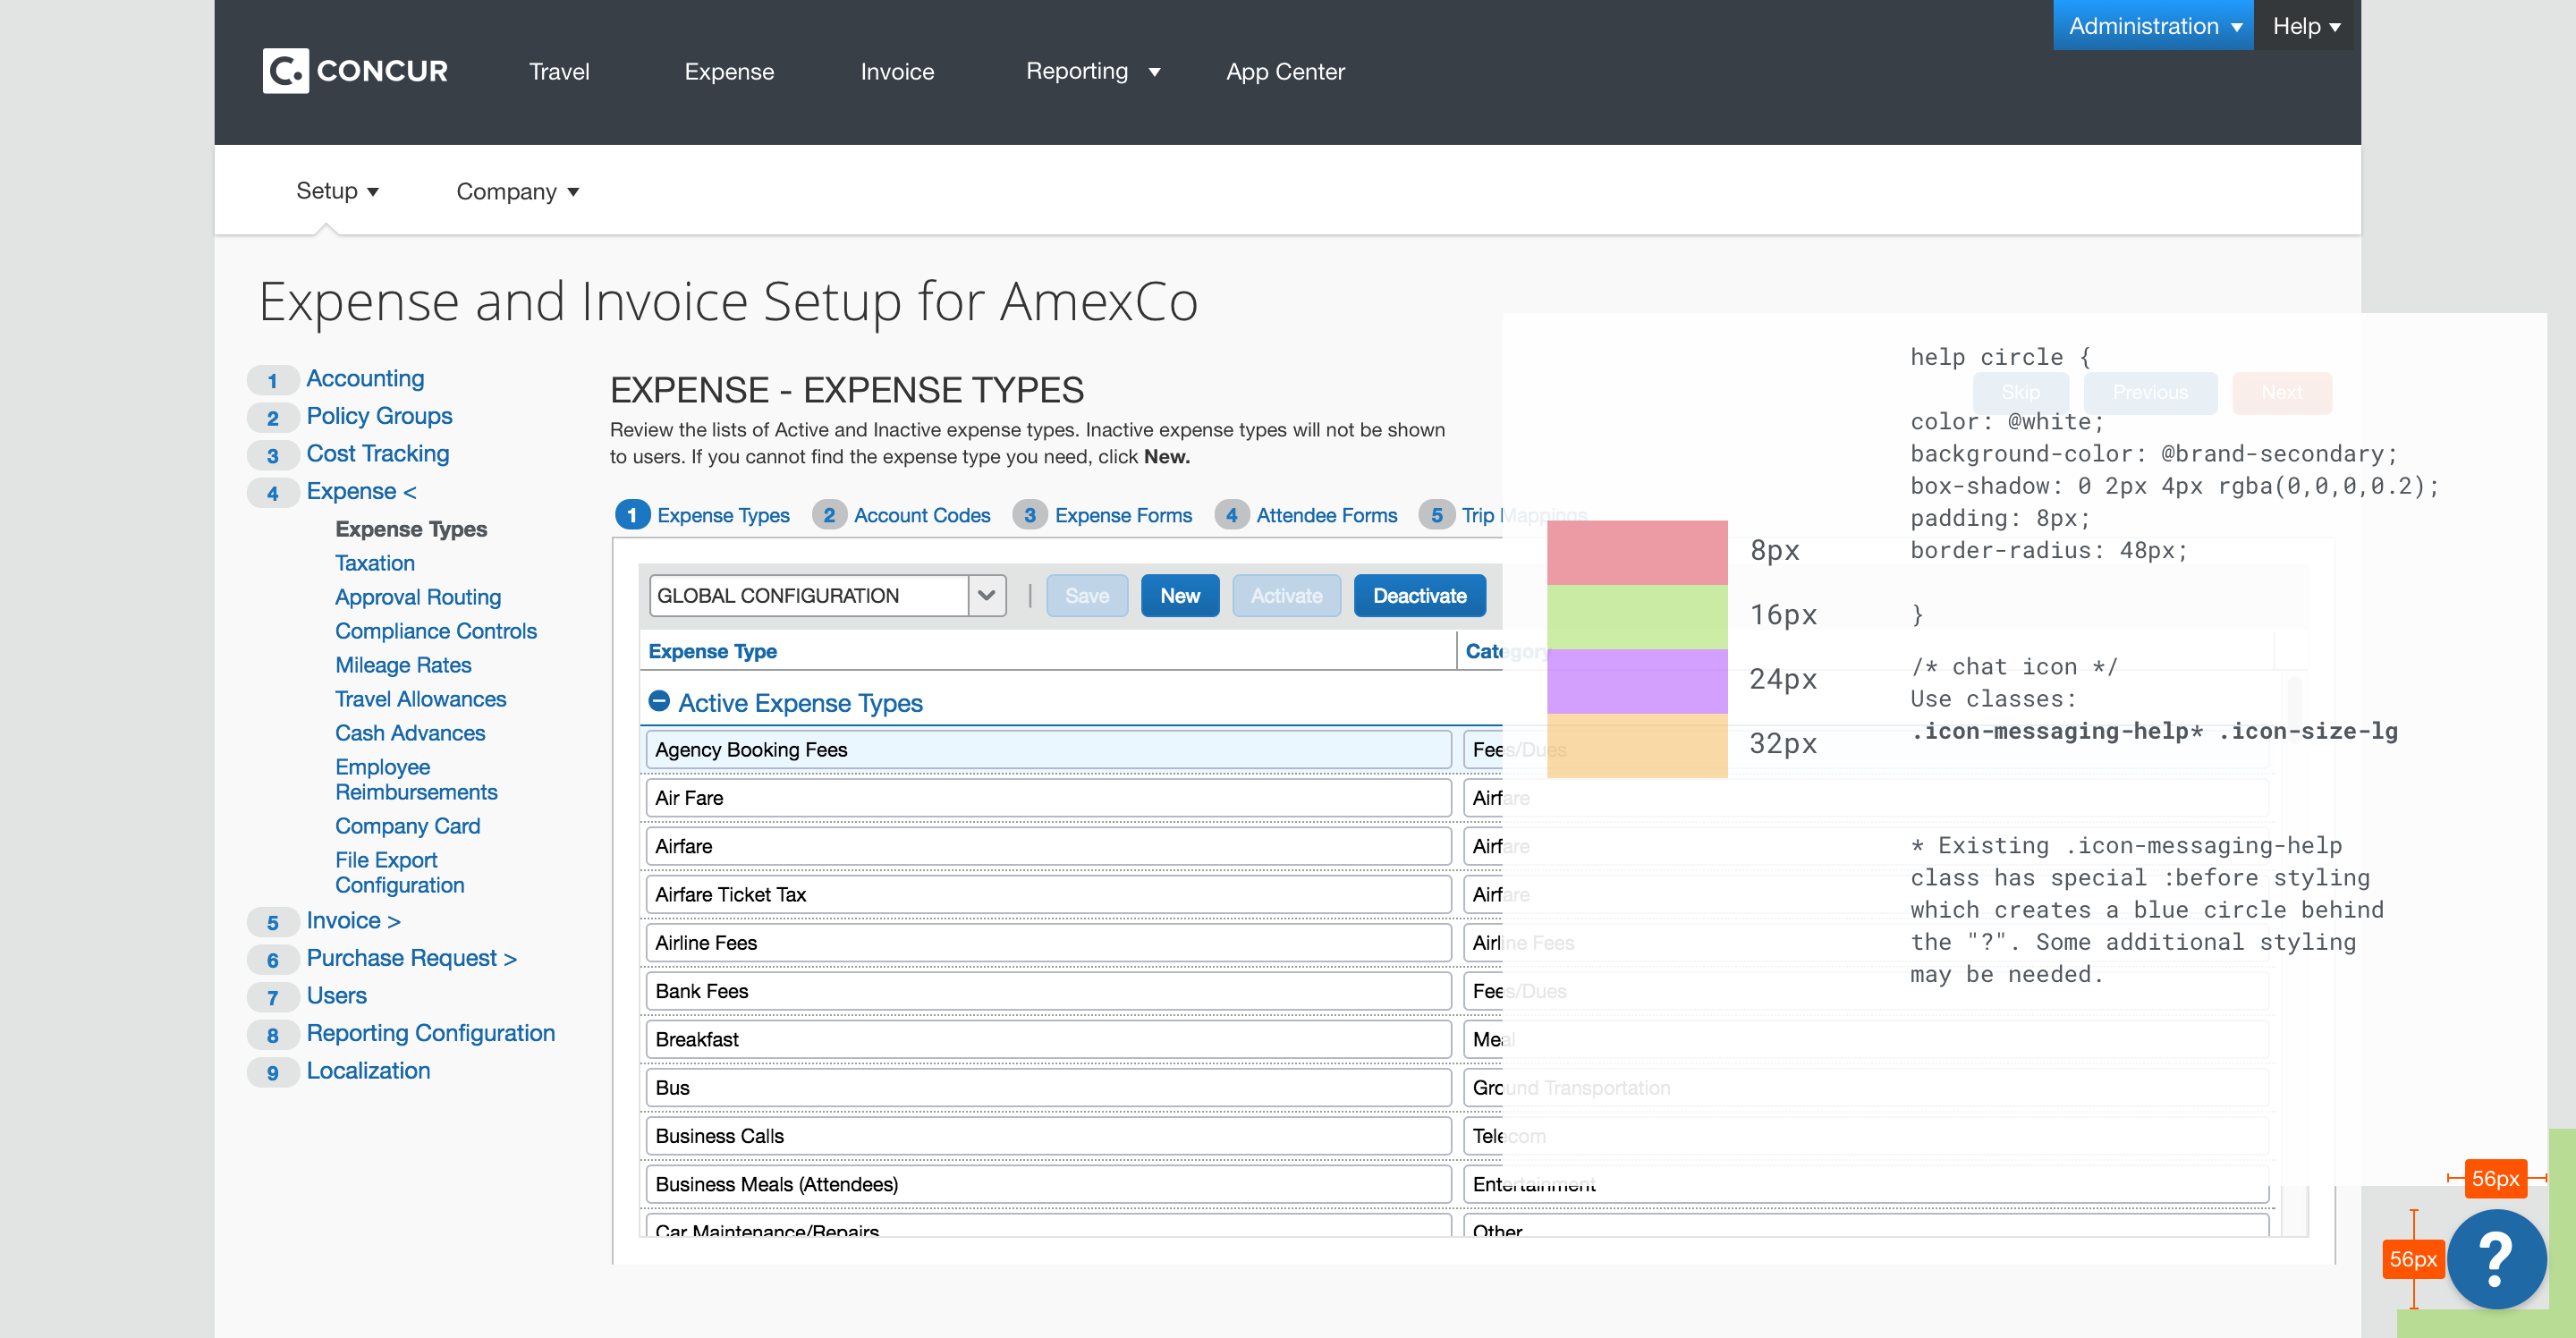 Administration ▼ Help ▼
C. CONCUR Travel Expense Invoice Reporting ▼ App Center
Setup ▼ Company ▼
Expense and Invoice Setup for AmexCo
1 Accounting
2 Policy Groups
3 Cost Tracking
4 Expense <
Expense Types
Taxation
Approval Routing
Compliance Controls
Mileage Rates
Travel Allowances
Cash Advances
Employee
Reimbursements
Company Card
File Export
Configuration
5 Invoice >
6 Purchase Request >
7 Users
8 Reporting Configuration
9 Localization
EXPENSE - EXPENSE TYPES
Review the lists of Active and Inactive expense types. Inactive expense types will not be shown
to users. If you cannot find the expense type you need, click New.
Skip Previous Next
1 Expense Types 2 Account Codes 3 Expense Forms 4 Attendee Forms 5 Trip Mappings
GLOBAL CONFIGURATION | Save New Activate Deactivate
Expense Type Category
Active Expense Types
Agency Booking Fees Fees/Dues
Air Fare Airfare
Airfare Airfare
Airfare Ticket Tax Airfare
Airline Fees Airline Fees
Bank Fees Fees/Dues
Breakfast Meal
Bus Ground Transportation
Business Calls Telecom
Business Meals (Attendees) Entertainment
Car Maintenance/Repairs Other
8px
16px
24px
32px
help circle {
color: @white;
background-color: @brand-secondary;
box-shadow: 0 2px 4px rgba(0,0,0,0.2);
padding: 8px;
border-radius: 48px;
}
/* chat icon */
Use classes:
.icon-messaging-help* .icon-size-lg
* Existing .icon-messaging-help
class has special :before styling
which creates a blue circle behind
the "?". Some additional styling
may be needed.
56px
56px
?